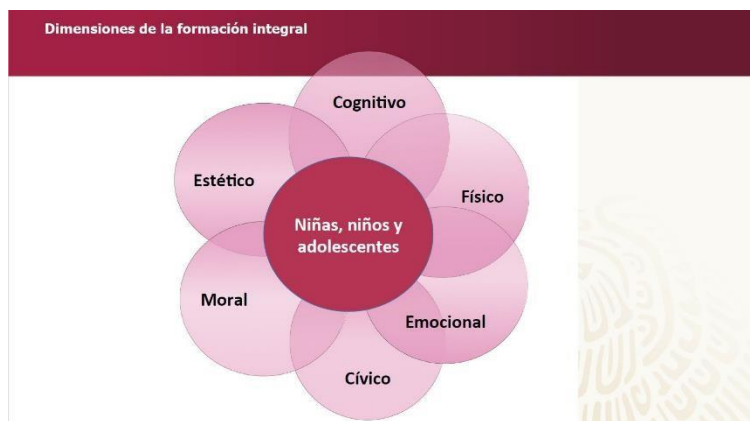 Dimensiones de la formación integral
Cognitivo
Estético
Físico
Niñas, niños y
adolescentes
Moral
Emocional
Cívico